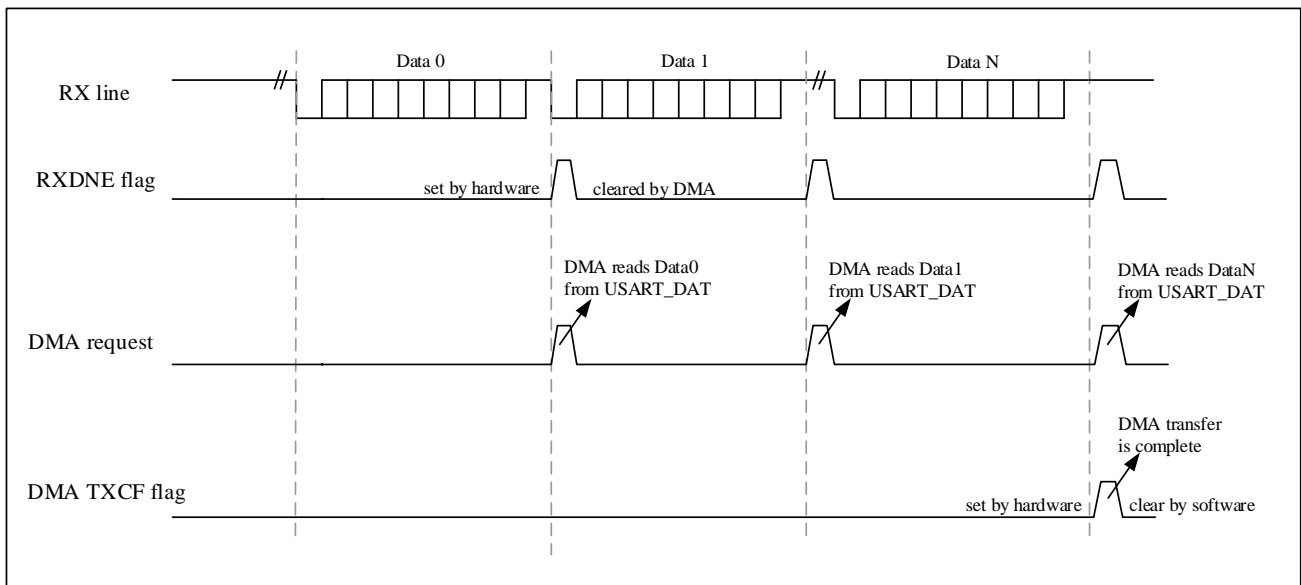 Data 0
Data 1
Data N
RX line
RXDNE flag
set by hardware
cleared by DMA
DMA reads Data0
from USART_DAT
DMA reads Data1
from USART_DAT
DMA reads DataN
from USART_DAT
DMA request
DMA transfer
is complete
DMA TXCF flag
set by hardware
clear by software